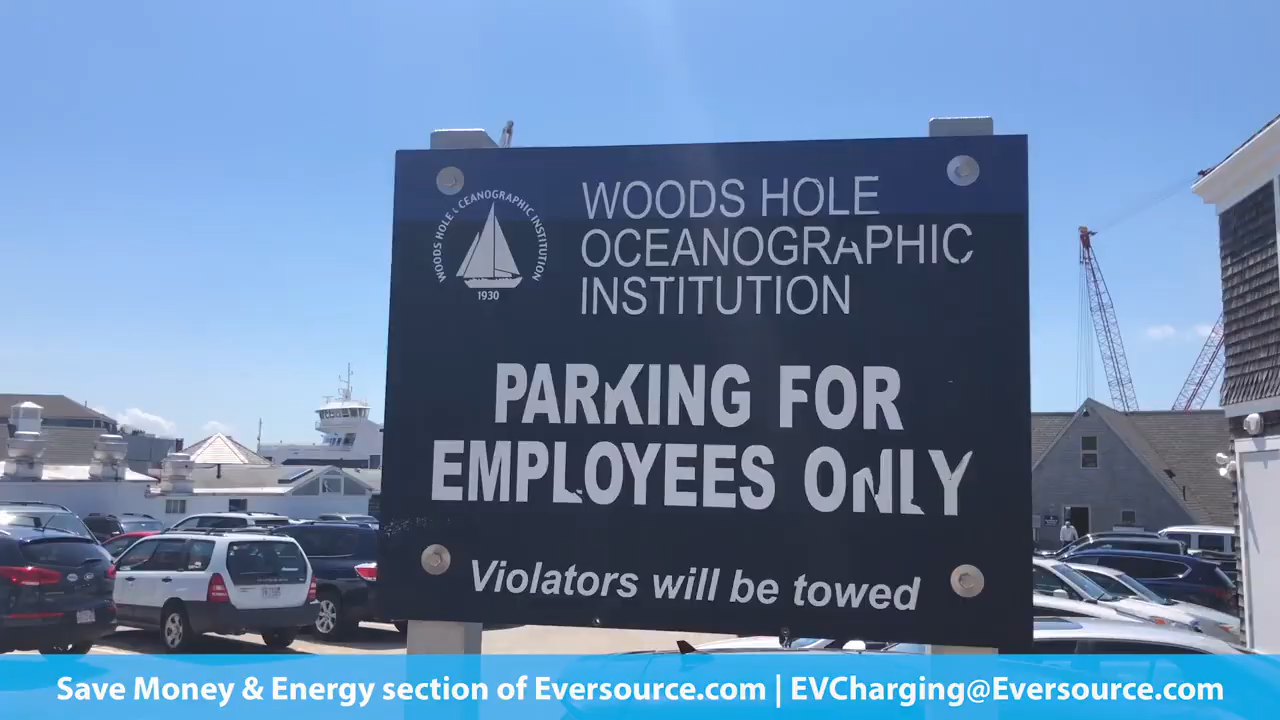 WOODS HOLE OCEANOGRAPHIC INSTITUTION
1930
WOODS HOLE
OCEANOGRAPHIC
INSTITUTION
PARKING FOR
EMPLOYEES ONLY
Violators will be towed
Save Money & Energy section of Eversource.com | EVCharging@Eversource.com